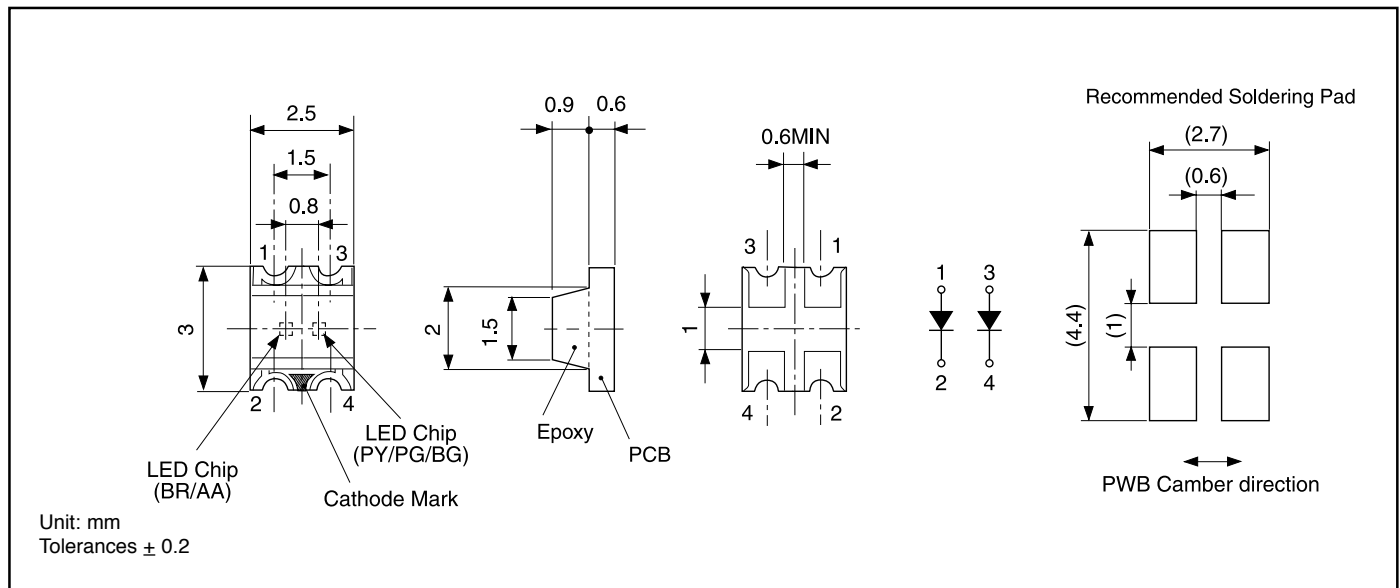 2.5
1.5
0.8
1 3
3
2 4
LED Chip
(BR/AA)
LED Chip
(PY/PG/BG)
Cathode Mark
0.9 0.6
2
1.5
Epoxy
PCB
0.6MIN
3 1
1
4 2
1 3
2 4
Recommended Soldering Pad
(2.7)
(0.6)
(4.4)
(1)
PWB Camber direction
Unit: mm
Tolerances ± 0.2